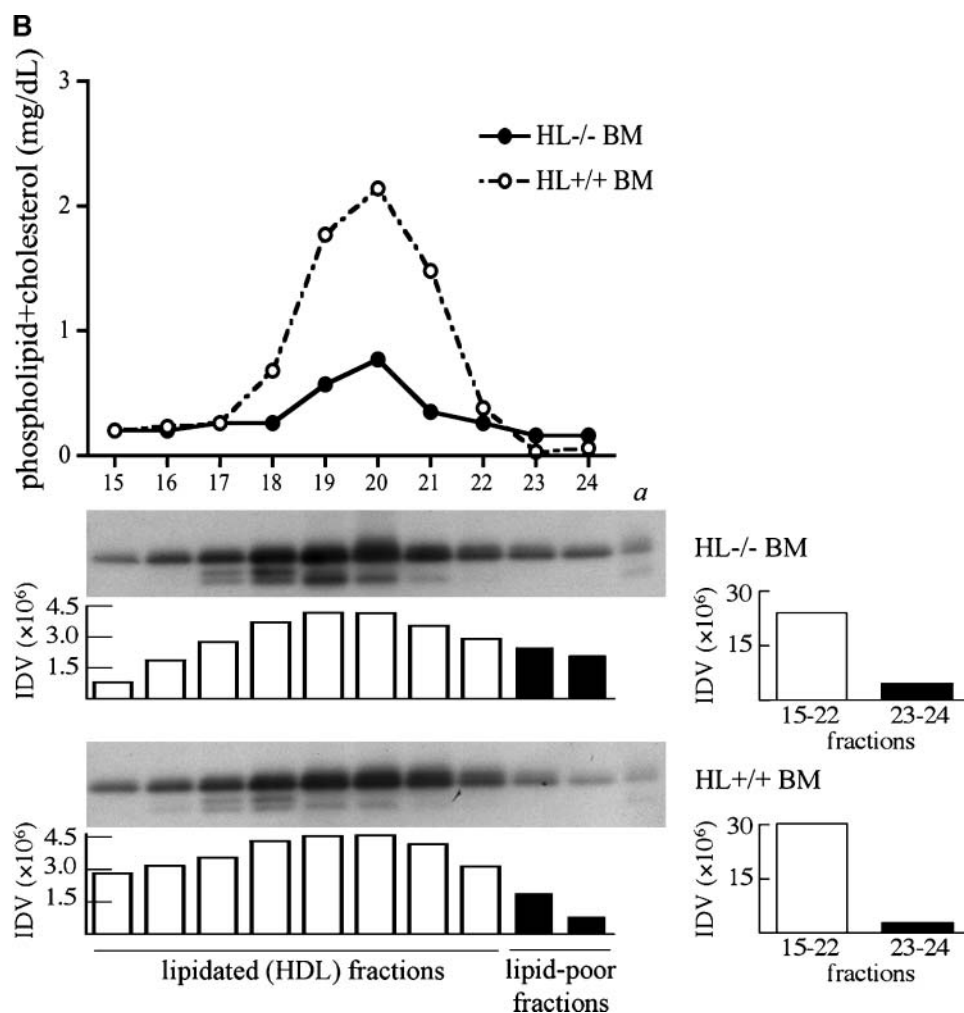 B
phospholipid+cholesterol (mg/dL)
3
2
1
0
HL-/- BM
HL+/+ BM
15 16 17 18 19 20 21 22 23 24
a
HL-/- BM
IDV (×10⁶)
4.5
3.0
1.5
IDV (×10⁶)
30
15
15-22 23-24
fractions
HL+/+ BM
IDV (×10⁶)
4.5
3.0
1.5
IDV (×10⁶)
30
15
15-22 23-24
fractions
lipidated (HDL) fractions
lipid-poor
fractions